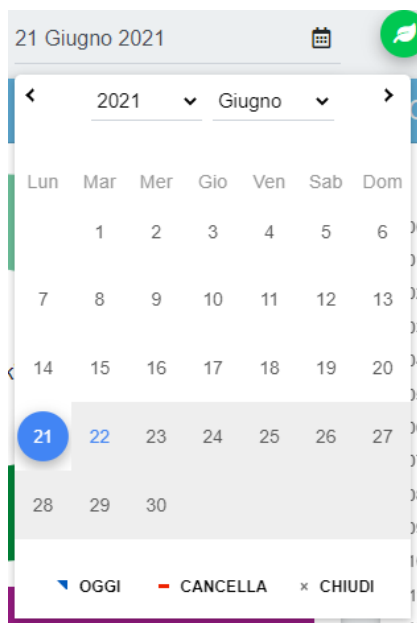 21 Giugno 2021
2021 Giugno
Lun Mar Mer Gio Ven Sab Dom
1 2 3 4 5 6
7 8 9 10 11 12 13
14 15 16 17 18 19 20
21 22 23 24 25 26 27
28 29 30
OGGI CANCELLA × CHIUDI